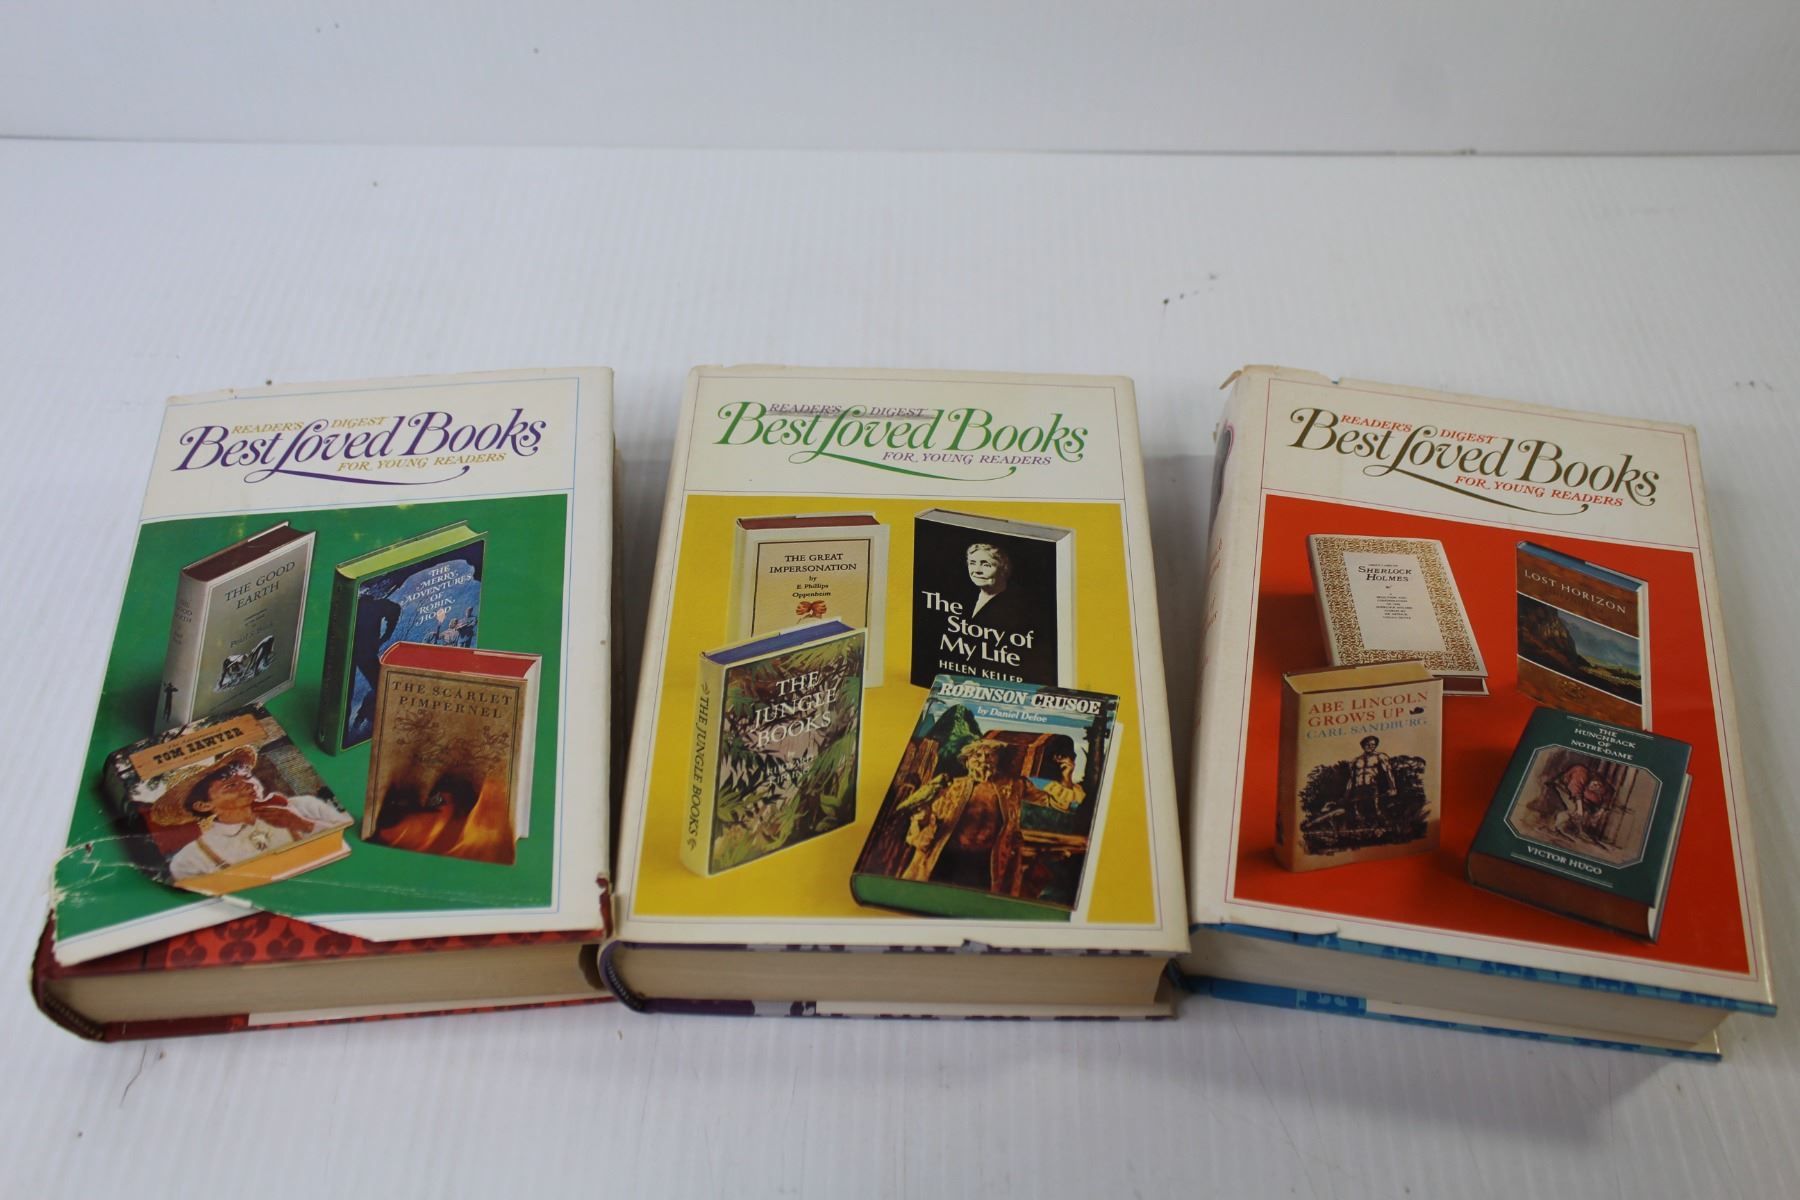 READER'S DIGEST
Best Loved Books
FOR YOUNG READERS
THE GOOD
EARTH
Pearl S. Buck
THE
MERRY
ADVENTURES
OF
ROBIN
HOOD
TOM SAWYER
THE SCARLET
PIMPERNEL
READER'S DIGEST
Best Loved Books
FOR YOUNG READERS
THE GREAT
IMPERSONATION
by
E. Phillips
Oppenheim
The
Story of
My Life
HELEN KELLER
THE JUNGLE BOOKS
THE
JUNGLE
BOOKS
by
ROBINSON CRUSOE
by Daniel Defoe
READER'S DIGEST
Best Loved Books
FOR YOUNG READERS
SHERLOCK
HOLMES
LOST HORIZON
ABE LINCOLN
GROWS UP
CARL SANDBURG
THE
HUNCHBACK
OF
NOTRE-DAME
VICTOR HUGO